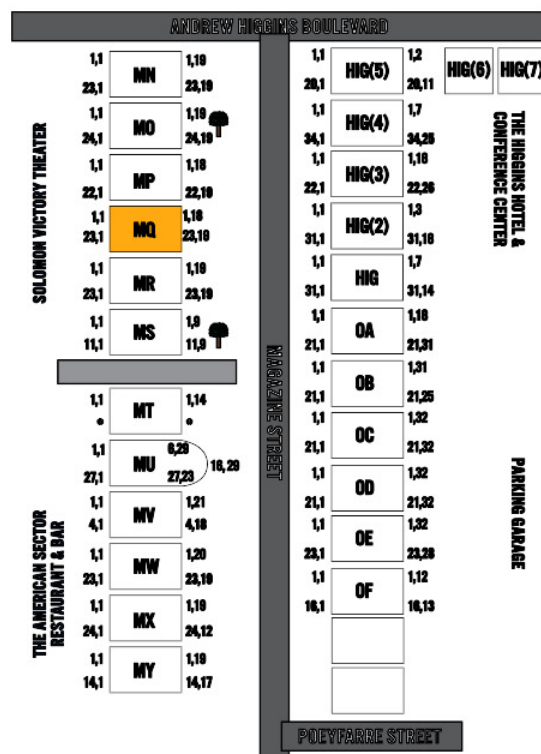 ANDREW HIGGINS BOULEVARD
1,1 MN 1,19
23,1 23,19
1,1 MO 1,19
24,1 24,19
1,1 MP 1,18
22,1 22,19
1,1 MQ 1,18
23,1 23,19
1,1 MR 1,19
23,1 23,19
1,1 MS 1,9
11,1 11,9
SOLOMON VICTORY THEATER
1,1 MT 1,14
1,1 MU 6,29
27,1 27,23
16,29
1,1 MV 1,21
4,1 4,18
1,1 MW 1,20
23,1 23,19
1,1 MX 1,19
24,1 24,12
1,1 MY 1,19
14,1 14,17
THE AMERICAN SECTOR
RESTAURANT & BAR
MAGAZINE STREET
1,1 HIG(5) 1,2
20,1 20,11
HIG(6) HIG(7)
1,1 HIG(4) 1,7
34,1 34,25
1,1 HIG(3) 1,16
22,1 22,26
1,1 HIG(2) 1,3
31,1 31,16
1,1 HIG 1,7
31,1 31,14
1,1 OA 1,16
21,1 21,31
1,1 OB 1,31
21,1 21,25
1,1 OC 1,32
21,1 21,32
1,1 OD 1,32
21,1 21,32
1,1 OE 1,32
23,1 23,28
1,1 OF 1,12
16,1 16,13
THE HIGGINS HOTEL &
CONFERENCE CENTER
PARKING GARAGE
POEYFARRE STREET